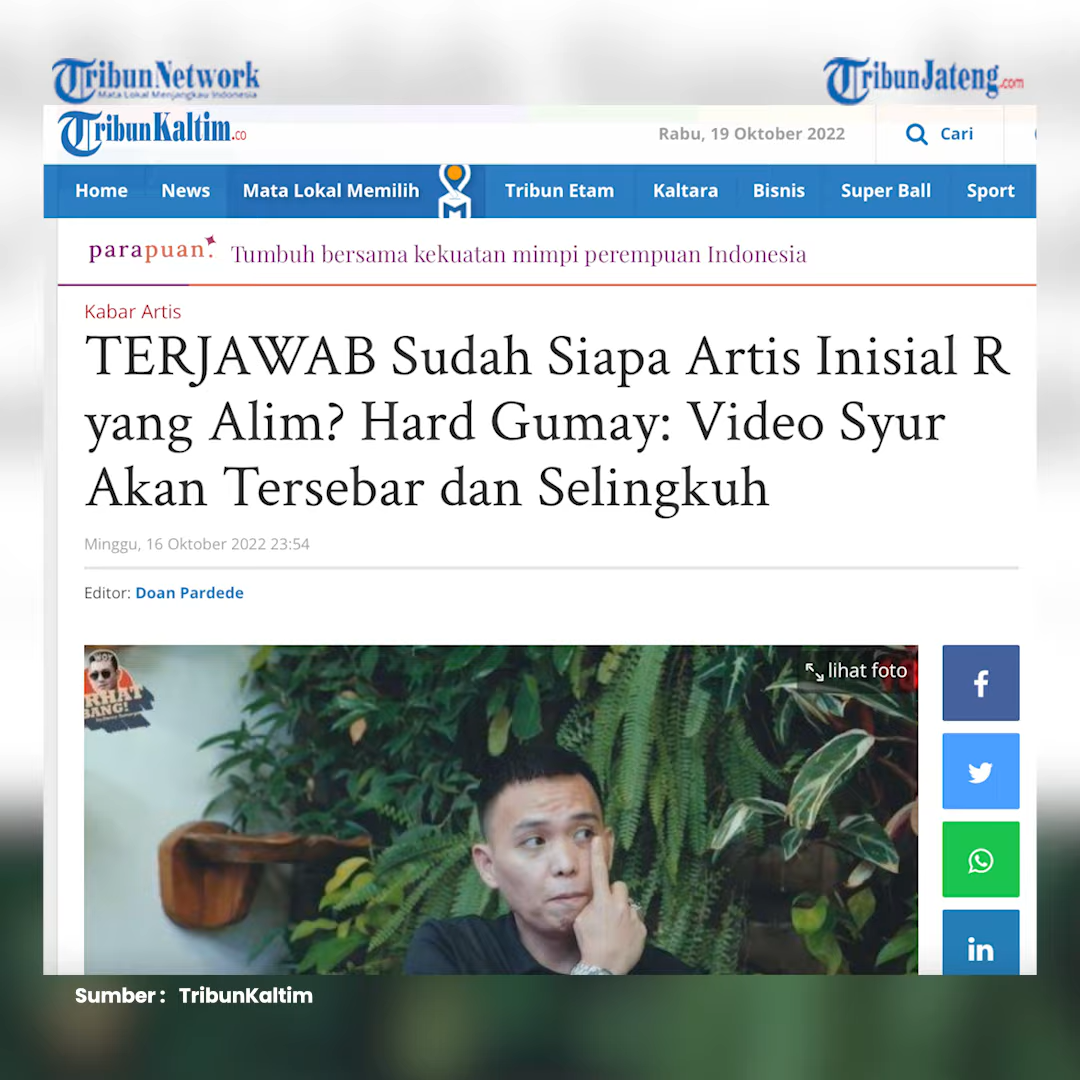 TribunNetwork
Mata Lokal Menjangkau Indonesia
TribunJateng.com
TribunKaltim.co
Rabu, 19 Oktober 2022
Cari
Home News Mata Lokal Memilih M Tribun Etam Kaltara Bisnis Super Ball Sport
parapuan. Tumbuh bersama kekuatan mimpi perempuan Indonesia
Kabar Artis
TERJAWAB Sudah Siapa Artis Inisial R
yang Alim? Hard Gumay: Video Syur
Akan Tersebar dan Selingkuh
Minggu, 16 Oktober 2022 23:54
Editor: Doan Pardede
lihat foto
BANG!
f
in
Sumber : TribunKaltim